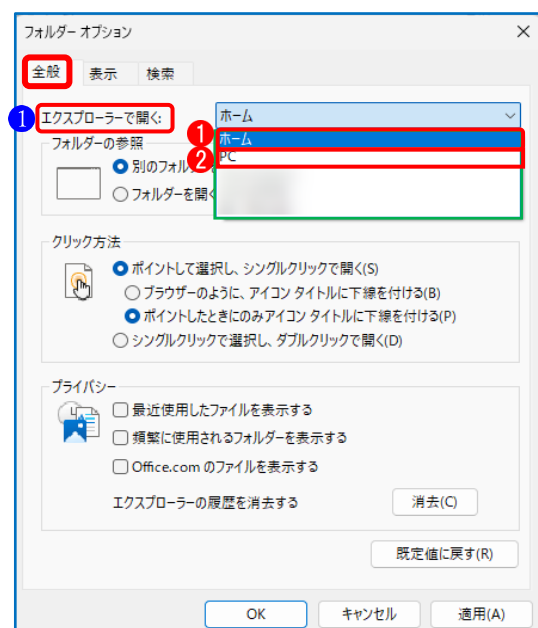 フォルダー オプション
全般 表示 検索
1 エクスプローラーで開く: ホーム
1 ホーム
フォルダーの参照
2 PC
別のフォル
フォルダーを開
クリック方法
ポイントして選択し、シングルクリックで開く(S)
ブラウザーのように、アイコン タイトルに下線を付ける(B)
ポイントしたときにのみアイコン タイトルに下線を付ける(P)
シングルクリックで選択し、ダブルクリックで開く(D)
プライバシー
最近使用したファイルを表示する
頻繁に使用されるフォルダーを表示する
Office.com のファイルを表示する
エクスプローラーの履歴を消去する 消去(C)
既定値に戻す(R)
OK キャンセル 適用(A)